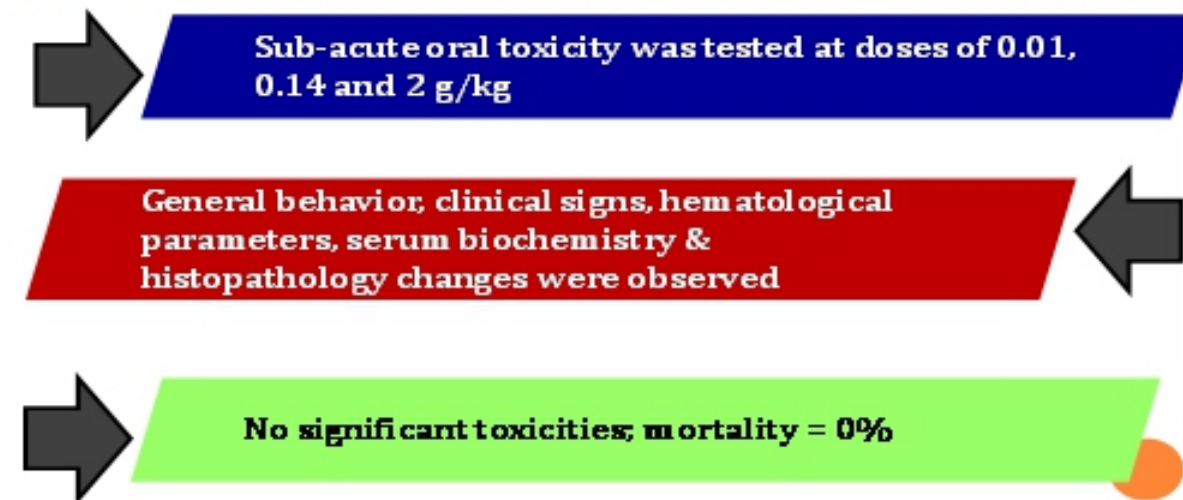 Sub-acute oral toxicity was tested at doses of 0.01,
0.14 and 2 g/kg
General behavior, clinical signs, hematological
parameters, serum biochemistry &
histopathology changes were observed
No significant toxicities; mortality = 0%